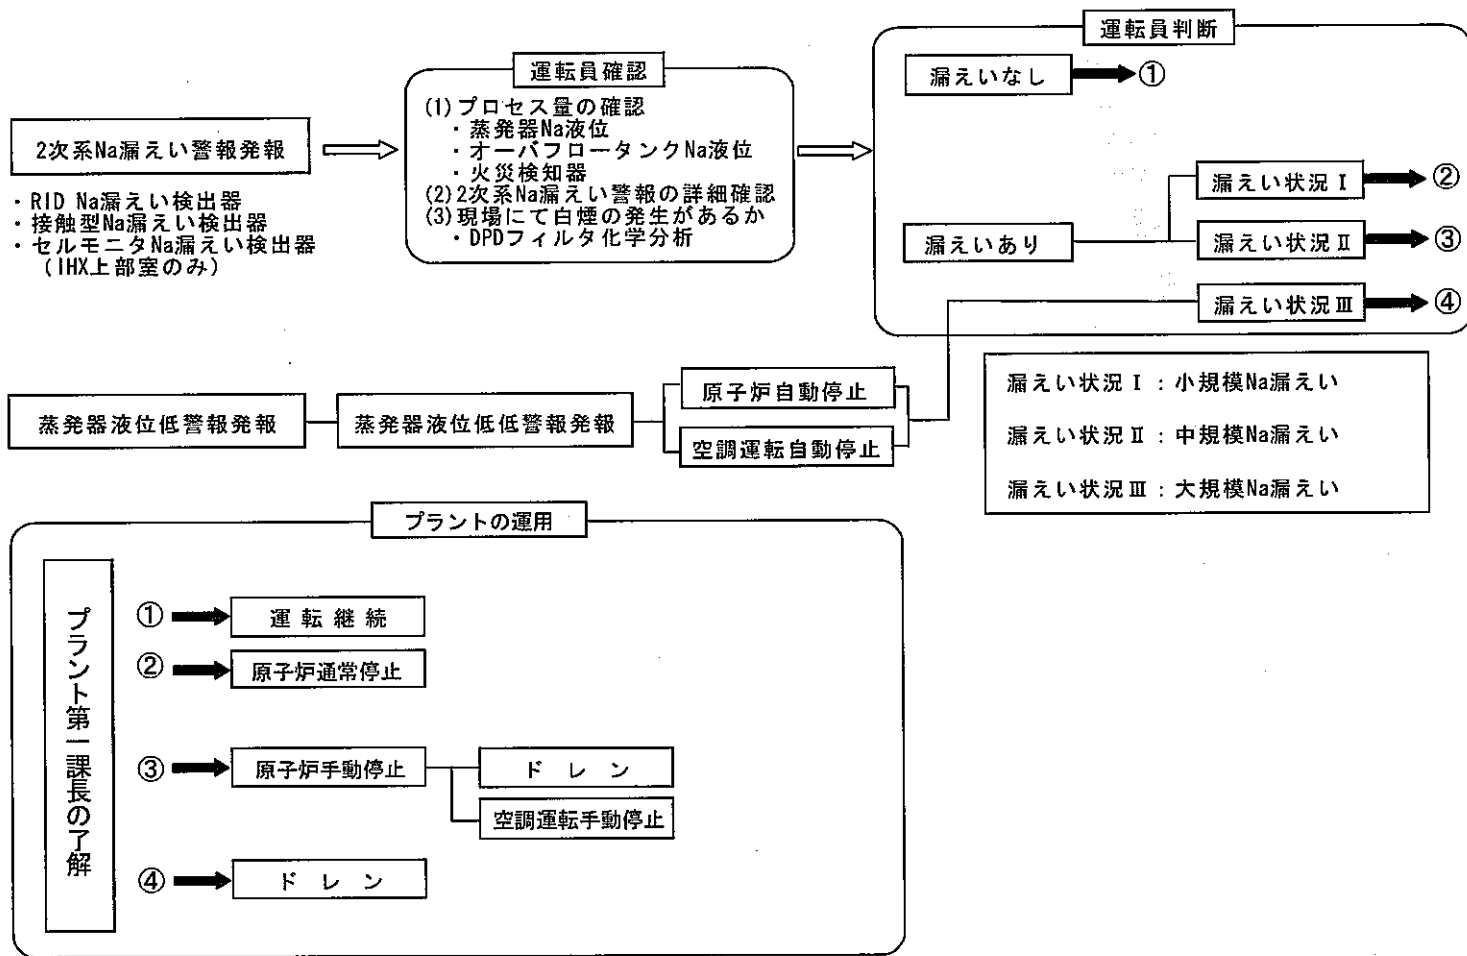 2次系Na漏えい警報発報
・RID Na漏えい検出器
・接触型Na漏えい検出器
・セルモニタNa漏えい検出器
(IHX上部室のみ)
運転員確認
(1)プロセス量の確認
・蒸発器Na液位
・オーバフロータンクNa液位
・火災検知器
(2)2次系Na漏えい警報の詳細確認
(3)現場にて白煙の発生があるか
・DPDフィルタ化学分析
運転員判断
漏えいなし
①
漏えいあり
漏えい状況Ⅰ
②
漏えい状況Ⅱ
③
漏えい状況Ⅲ
④
蒸発器液位低警報発報
蒸発器液位低低警報発報
原子炉自動停止
空調運転自動停止
漏えい状況Ⅰ:小規模Na漏えい
漏えい状況Ⅱ:中規模Na漏えい
漏えい状況Ⅲ:大規模Na漏えい
プラントの運用
プラント第一課長の了解
①
運転継続
②
原子炉通常停止
③
原子炉手動停止
ドレン
空調運転手動停止
④
ドレン